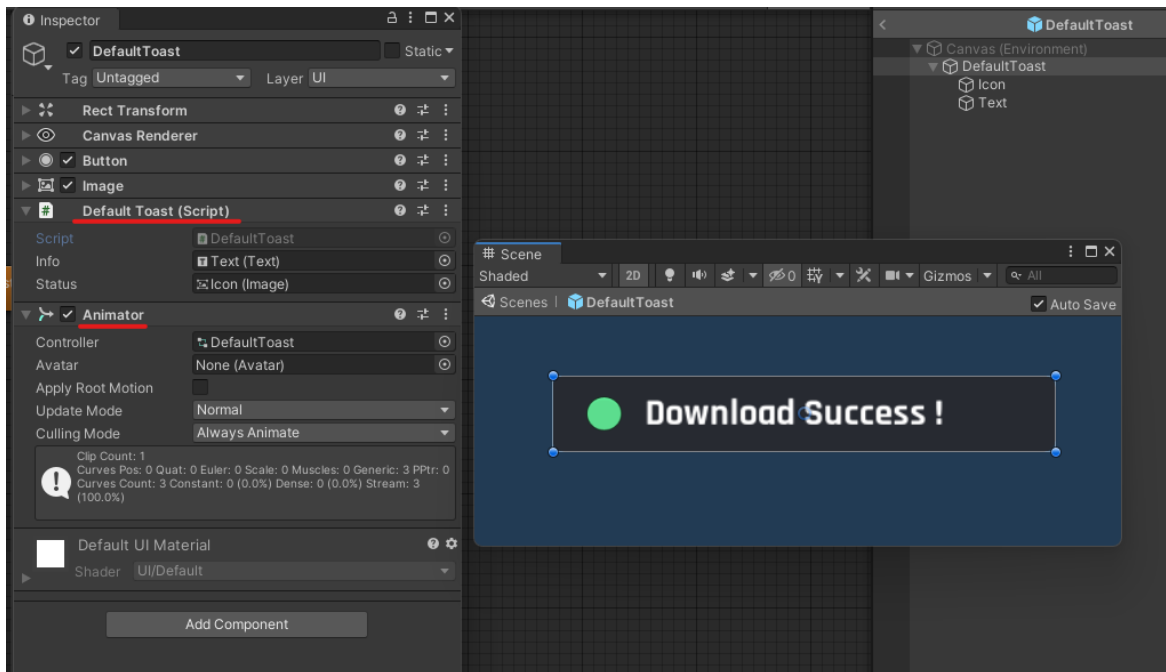 Inspector
DefaultToast
Static
Tag Untagged Layer UI
Rect Transform
Canvas Renderer
Button
Image
# Default Toast (Script)
Script DefaultToast
Info Text (Text)
Status Icon (Image)
Animator
Controller DefaultToast
Avatar None (Avatar)
Apply Root Motion
Update Mode Normal
Culling Mode Always Animate
Clip Count: 1
Curves Pos: 0 Quat: 0 Euler: 0 Scale: 0 Muscles: 0 Generic: 3 PPtr: 0
Curves Count: 3 Constant: 0 (0.0%) Dense: 0 (0.0%) Stream: 3
(100.0%)
Default UI Material
Shader UI/Default
Add Component
DefaultToast
Canvas (Environment)
DefaultToast
Icon
Text
Scene
Shaded 2D 0 Gizmos All
Scenes | DefaultToast Auto Save
Download Success !